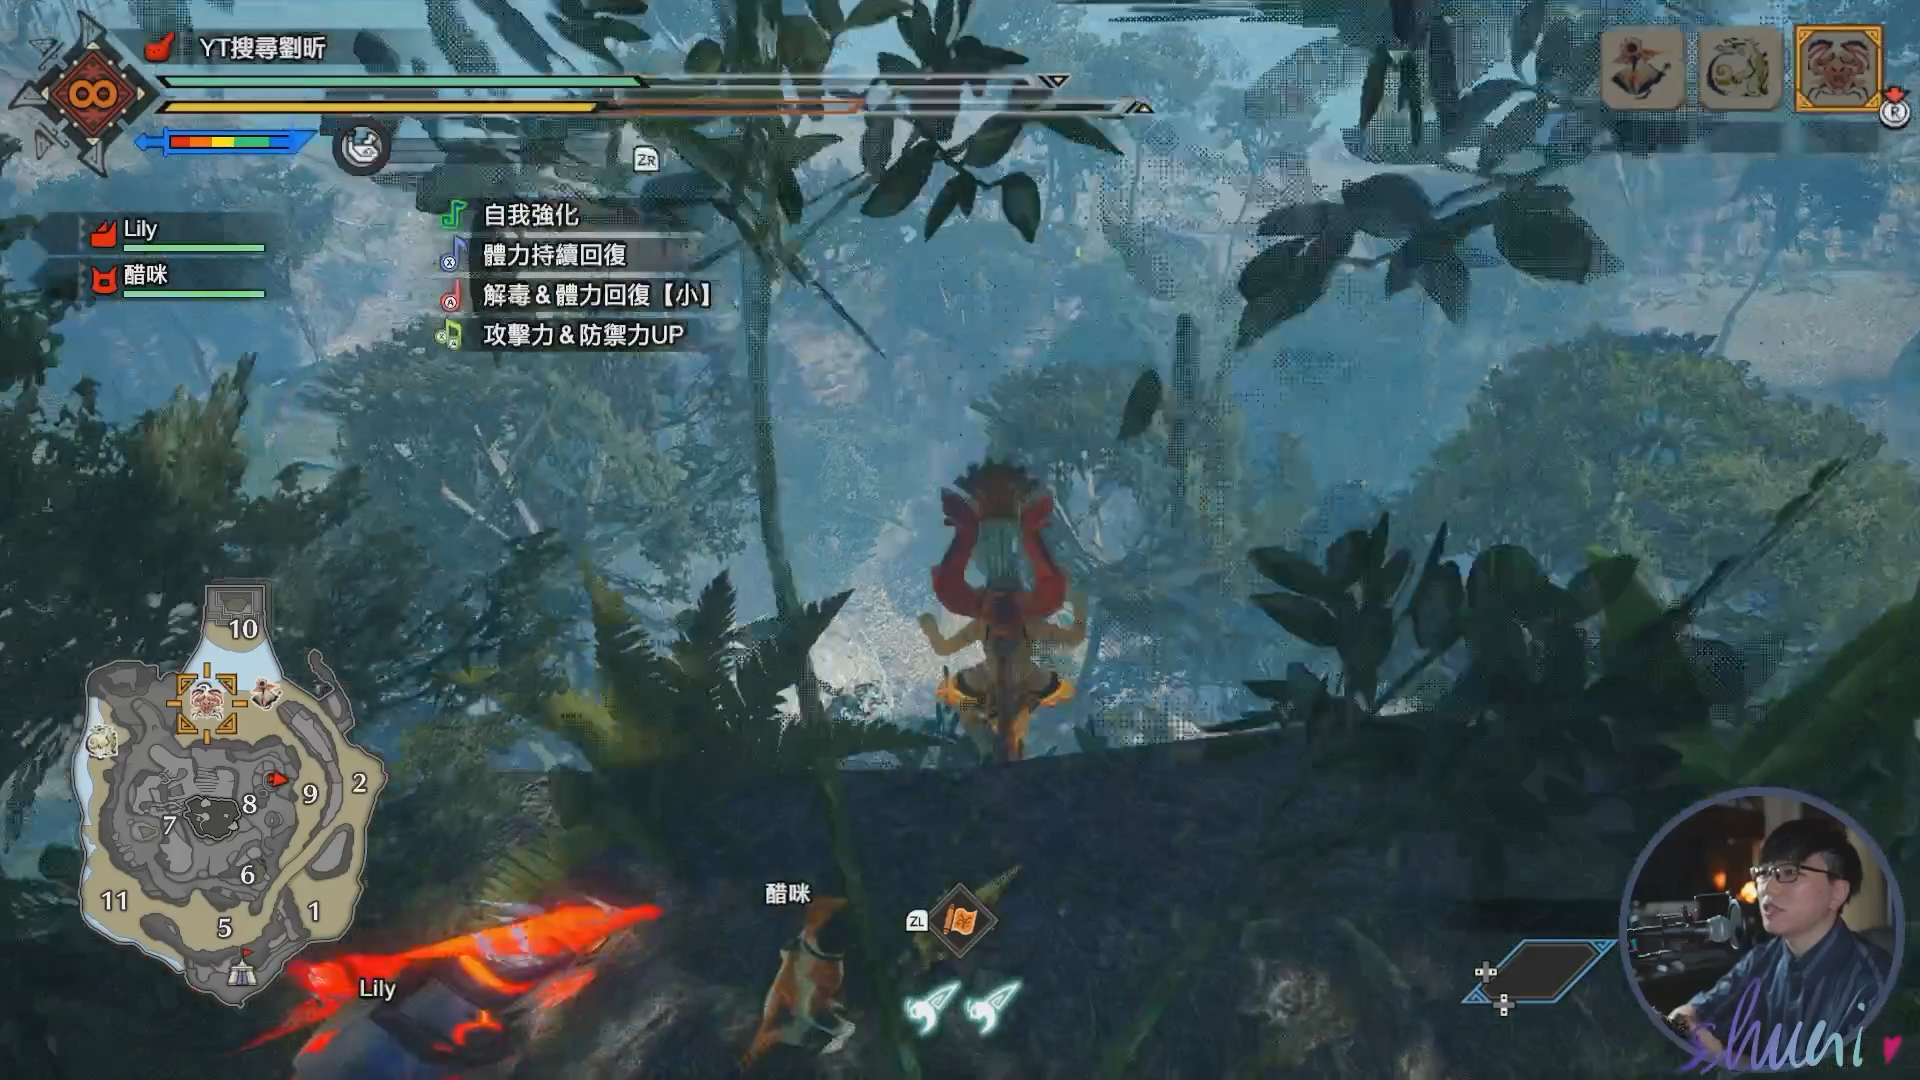 YT搜尋劉昕
ZR
R
Lily
醋咪
自我強化
X 體力持續回復
A 解毒&體力回復【小】
X A 攻擊力&防禦力UP
10
2
9
8
7
6
11
1
5
Lily
醋咪
ZL
shuni